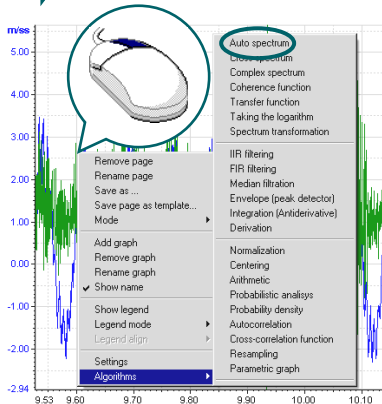 m/ss
5.00
4.00
3.00
2.00
1.00
0.00
-1.00
-2.00
-2.94
9.53 9.60 9.70 9.80 9.90 10.00 10.10
Remove page
Rename page
Save as ...
Save page as template...
Mode
Add graph
Remove graph
Rename graph
Show name
Show legend
Legend mode
Legend align
Settings
Algorithms
Auto spectrum
Cross spectrum
Complex spectrum
Coherence function
Transfer function
Taking the logarithm
Spectrum transformation
IIR filtering
FIR filtering
Median filtration
Envelope (peak detector)
Integration (Antiderivative)
Derivation
Normalization
Centering
Arithmetic
Probabilistic analisys
Probability density
Autocorrelation
Cross-correlation function
Resampling
Parametric graph